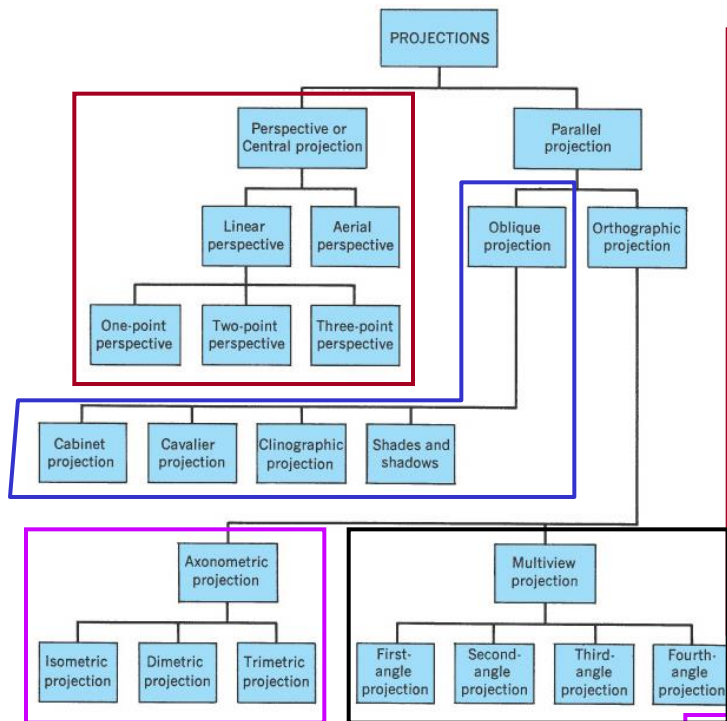 PROJECTIONS
Perspective or
Central projection
Parallel
projection
Linear
perspective
Aerial
perspective
Oblique
projection
Orthographic
projection
One-point
perspective
Two-point
perspective
Three-point
perspective
Cabinet
projection
Cavalier
projection
Clinographic
projection
Shades and
shadows
Axonometric
projection
Multiview
projection
Isometric
projection
Dimetric
projection
Trimetric
projection
First-
angle
projection
Second-
angle
projection
Third-
angle
projection
Fourth-
angle
projection